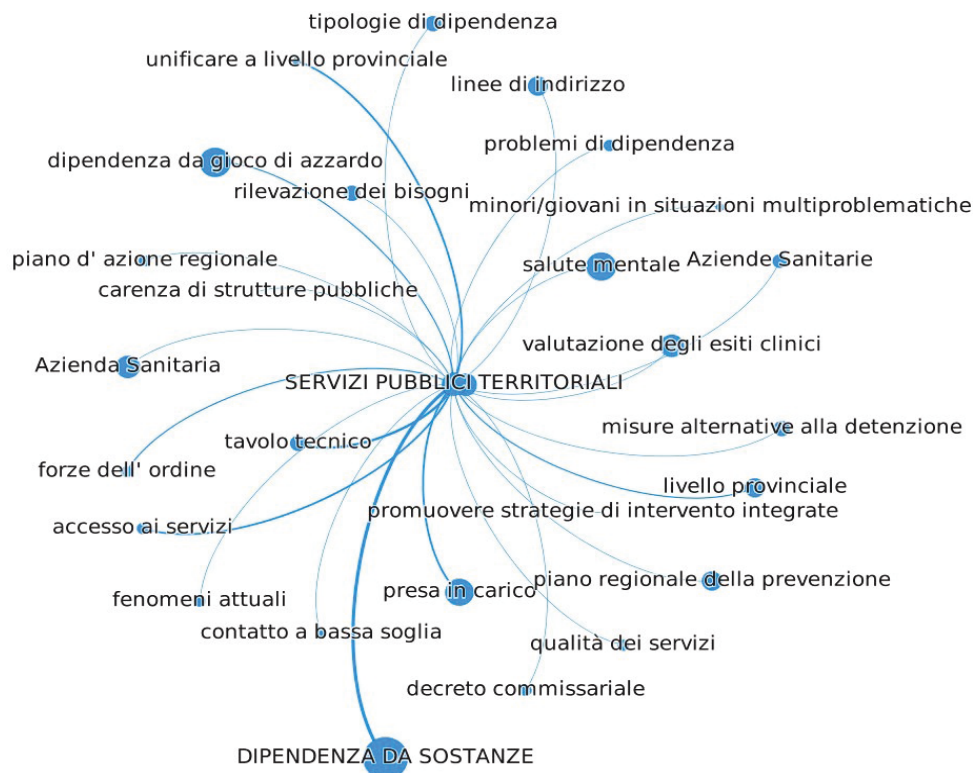 tipologie di dipendenza
unificare a livello provinciale
linee di indirizzo
problemi di dipendenza
dipendenza da gioco di azzardo
rilevazione dei bisogni
minori/giovani in situazioni multiproblematiche
piano d' azione regionale
salute mentale
Aziende Sanitarie
carenza di strutture pubbliche
valutazione degli esiti clinici
Azienda Sanitaria
SERVIZI PUBBLICI TERRITORIALI
misure alternative alla detenzione
tavolo tecnico
forze dell' ordine
livello provinciale
promuovere strategie di intervento integrate
accesso ai servizi
piano regionale della prevenzione
presa in carico
fenomeni attuali
contatto a bassa soglia
qualità dei servizi
decreto commissariale
DIPENDENZA DA SOSTANZE